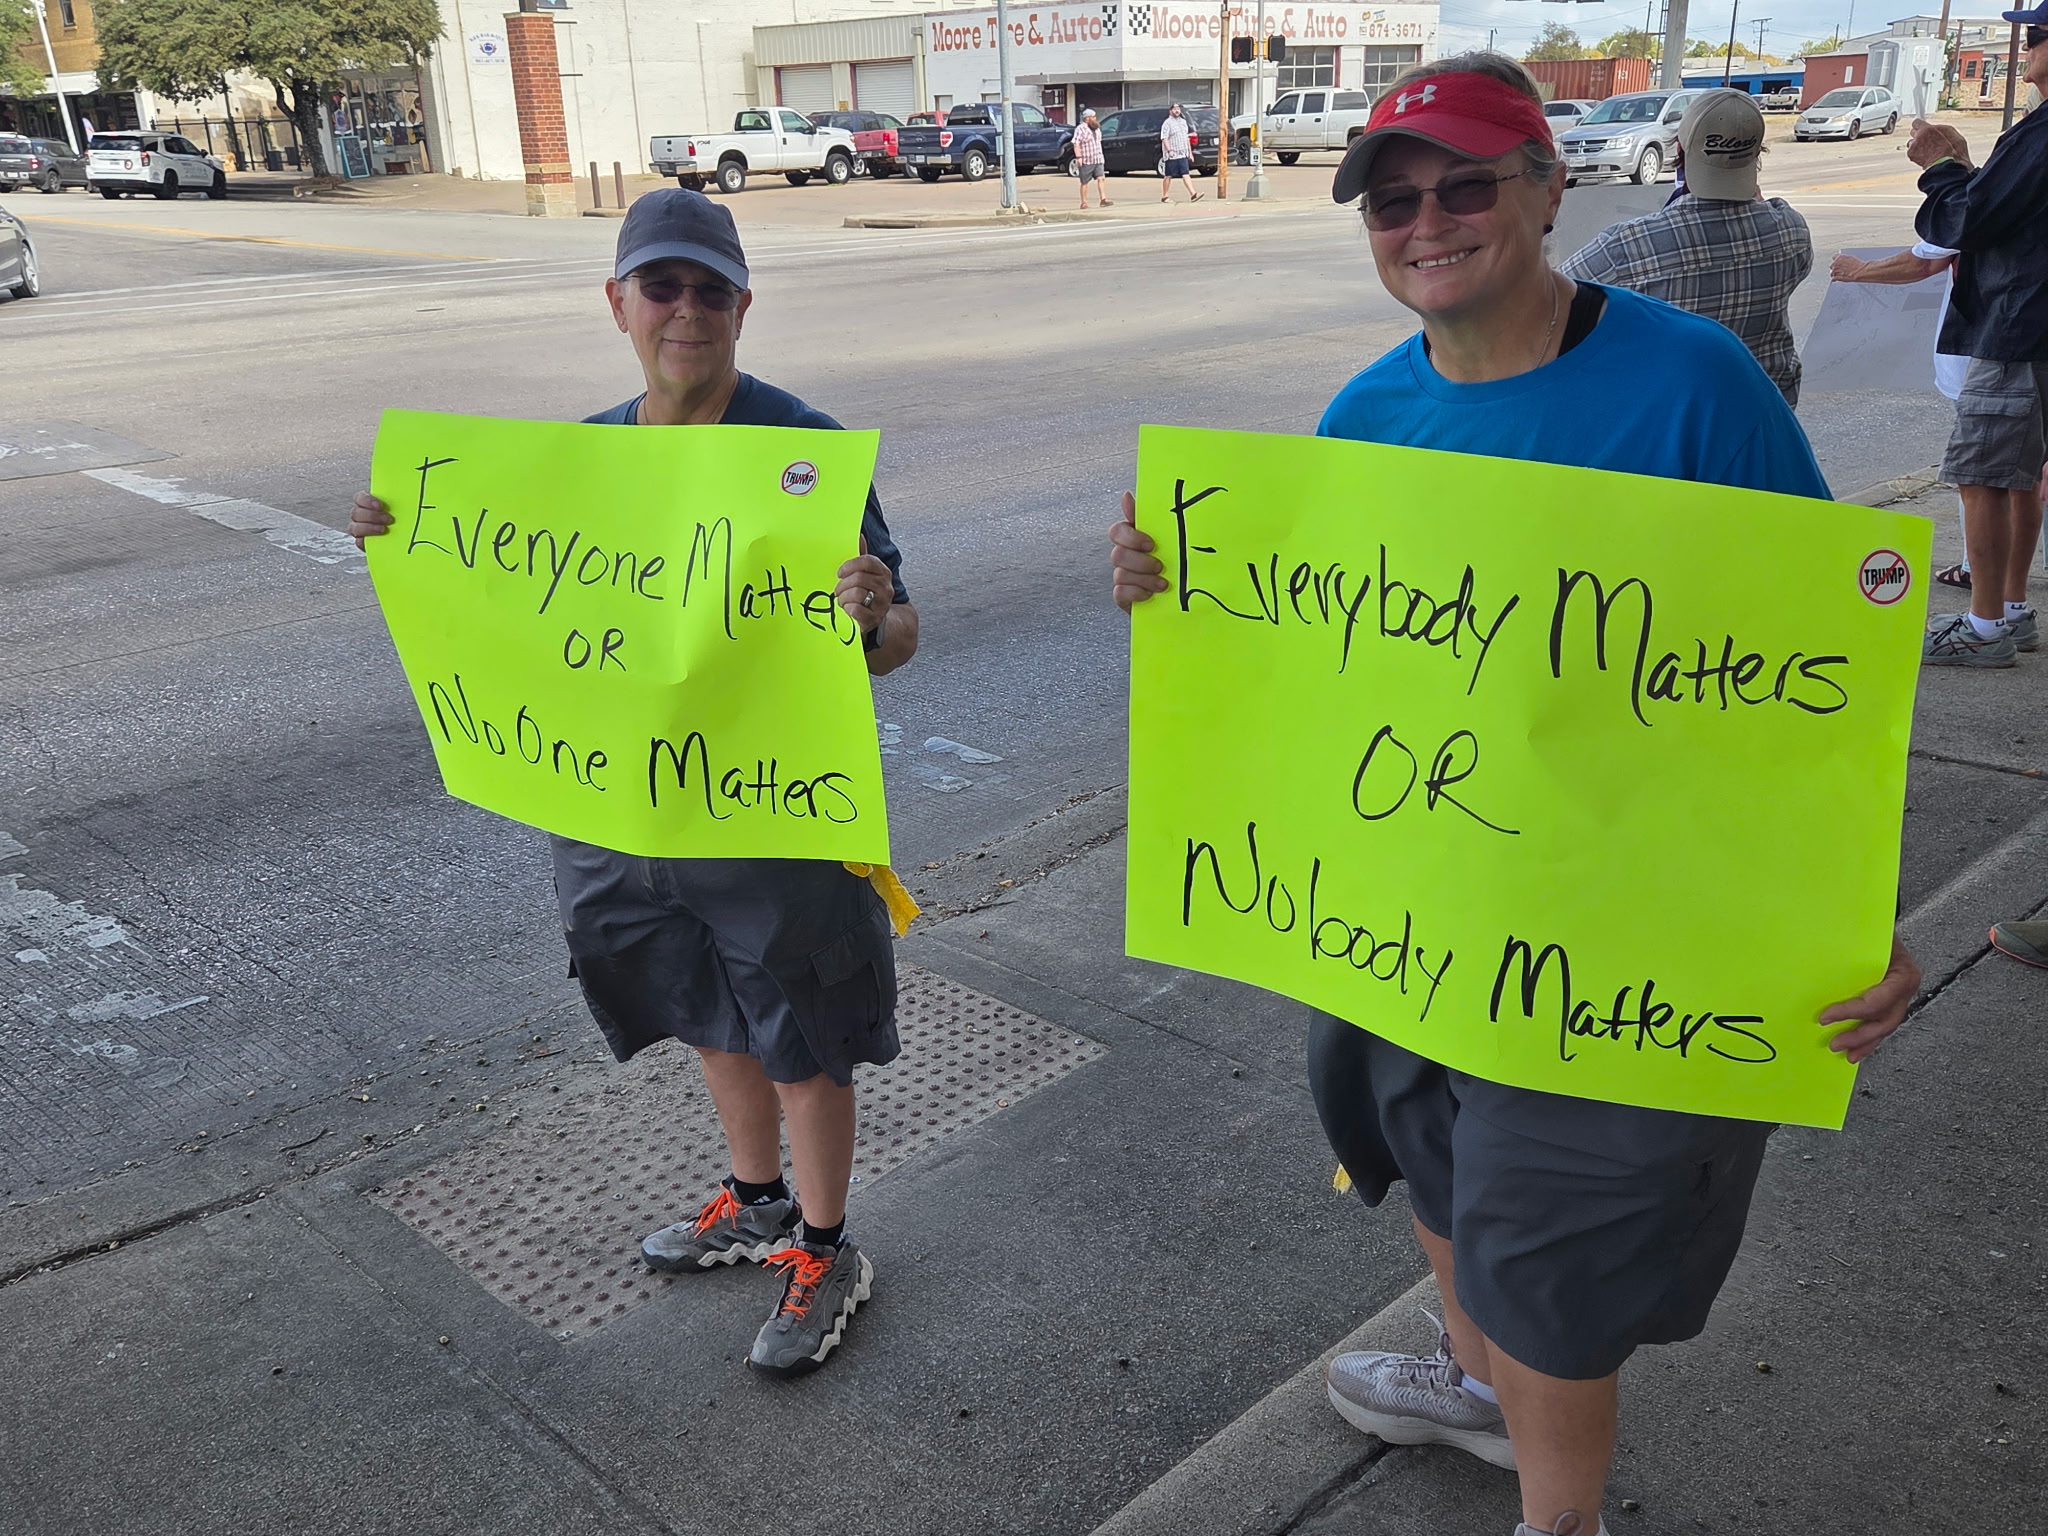 Moore Tire & Auto
Moore Tire & Auto
874-3671
Biloxi
Everyone Matters
OR
No One Matters
TRUMP
Everybody Matters
OR
Nobody Matters
TRUMP